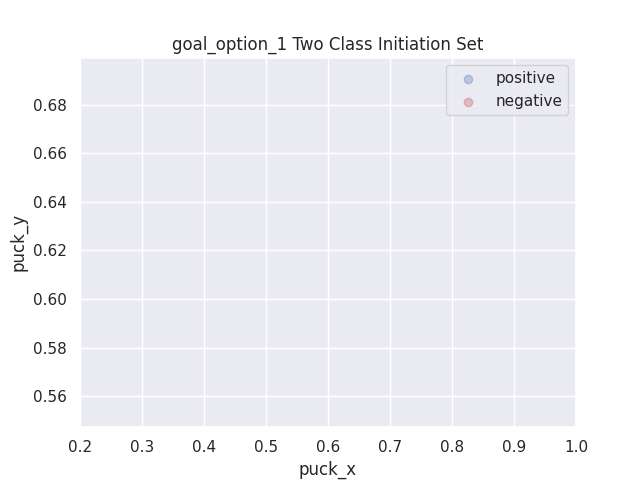 goal_option_1 Two Class Initiation Set
positive
negative
puck_y
0.68
0.66
0.64
0.62
0.60
0.58
0.56
0.2 0.3 0.4 0.5 0.6 0.7 0.8 0.9 1.0
puck_x